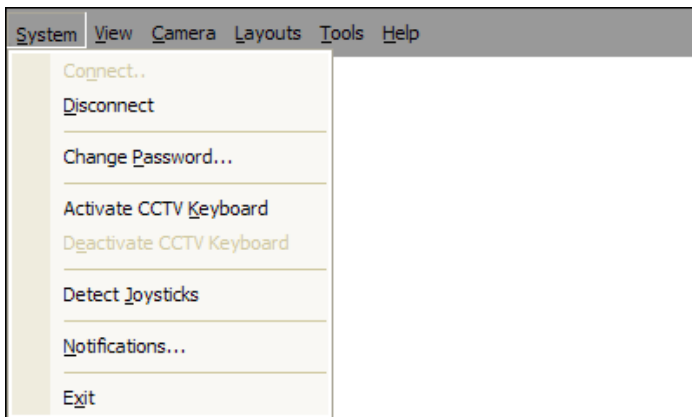 System View Camera Layouts Tools Help
Connect..
Disconnect
Change Password...
Activate CCTV Keyboard
Deactivate CCTV Keyboard
Detect Joysticks
Notifications...
Exit